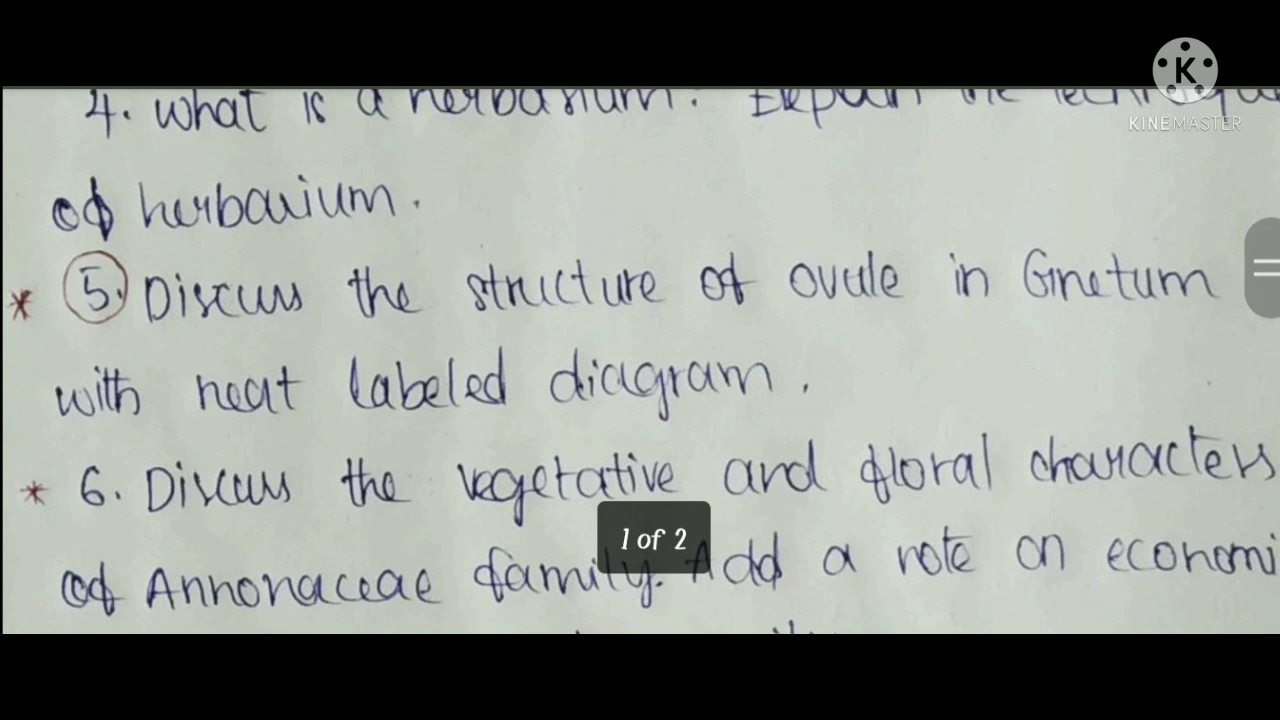 4. What is a herbarium. Explain the technique
of herbarium.
* 5. Discuss the structure of ovule in Gnetum
with neat labeled diagram.
* 6. Discuss the vegetative and floral characters
of Annonaceae family. Add a note on economi
1 of 2
K
KINEMASTER